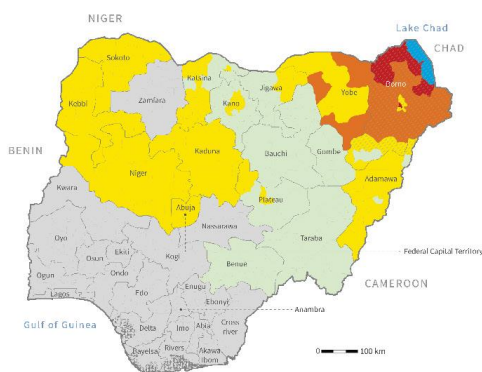 NIGER
Lake Chad
CHAD
Sokoto
Katsina
Jigawa
Yobe
Borno
Kebbi
Zamfara
Kano
BENIN
Kaduna
Bauchi
Gombe
Niger
Adamawa
Kwara
Abuja
Plateau
Nassarawa
Taraba
Oyo
Ekiti
Kogi
Federal Capital Territory
Osun
Benue
CAMEROON
Ogun
Ondo
Enugu
Lagos
Edo
Ebonyi
Anambra
Gulf of Guinea
Delta
Imo
Abia
Cross
river
Bayelsa
Rivers
Akawa
Ibom
0
100 km